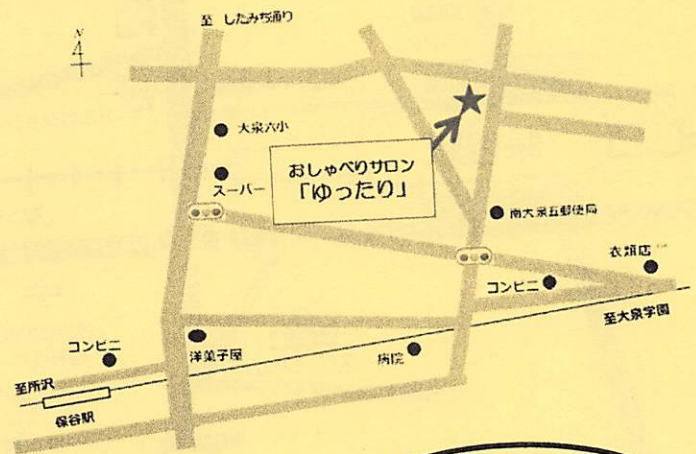 至 したみち通り
N
大泉六小
スーパー
おしゃべりサロン
「ゆったり」
南大泉五郵便局
衣類店
コンビニ
至大泉学園
コンビニ
洋菓子屋
病院
至所沢
保谷駅